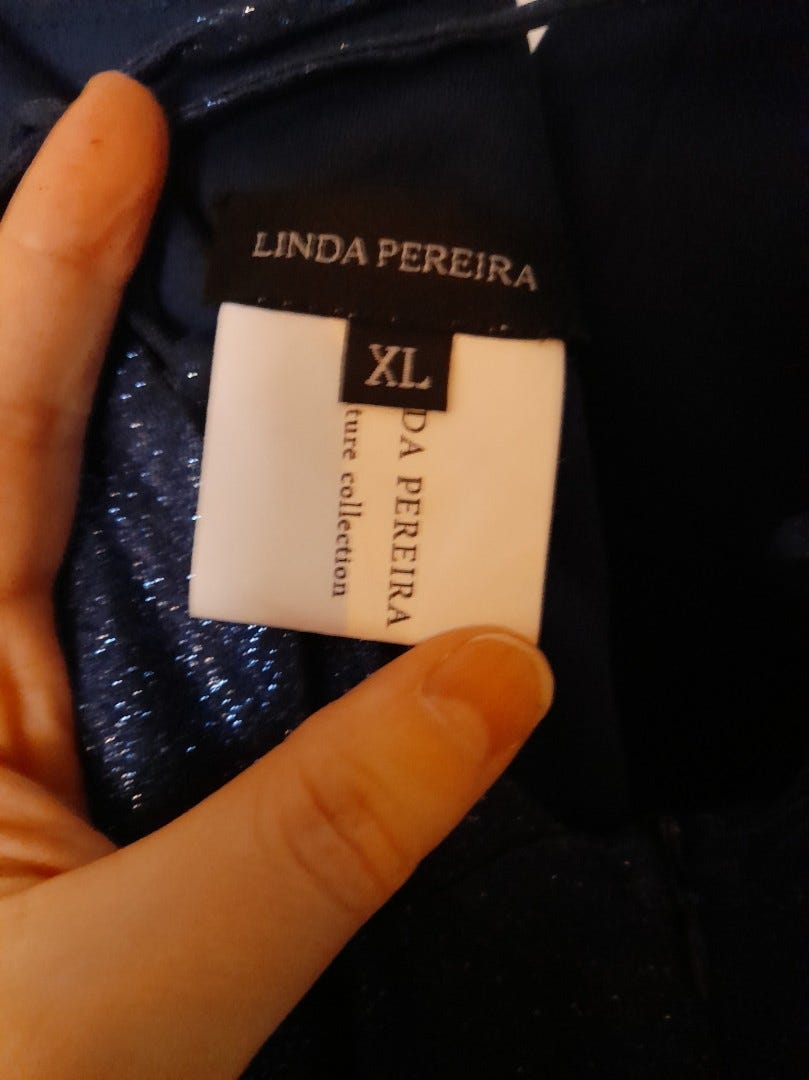 LINDA PEREIRA
XL
DA PEREIRA
ture collection